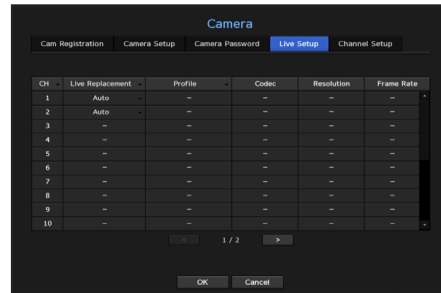 Camera
Cam Registration Camera Setup Camera Password Live Setup Channel Setup
CH Live Replacement Profile Codec Resolution Frame Rate
1 Auto – – – –
2 Auto – – – –
3 – – – – –
4 – – – – –
5 – – – – –
6 – – – – –
7 – – – – –
8 – – – – –
9 – – – – –
10 – – – – –
< 1 / 2 >
OK Cancel